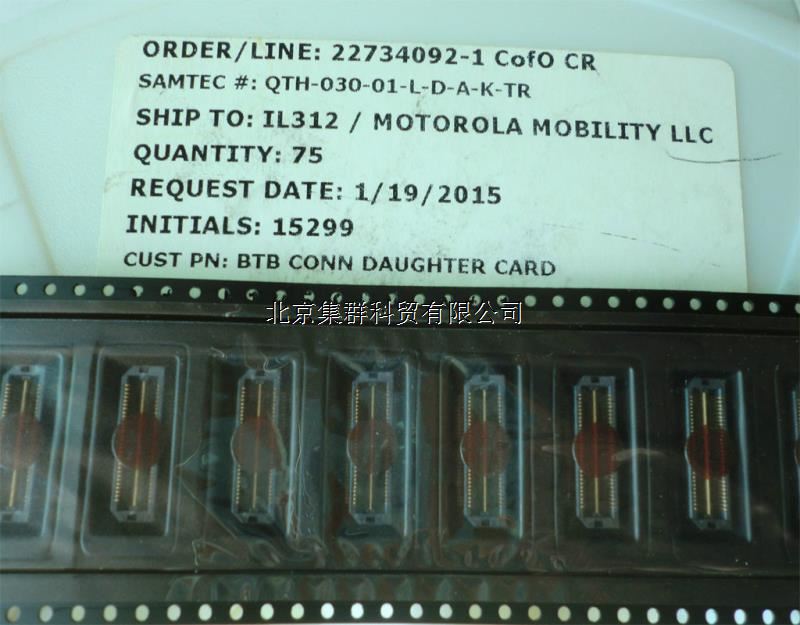 ORDER/LINE: 22734092-1 CofO CR
SAMTEC #: QTH-030-01-L-D-A-K-TR
SHIP TO: IL312 / MOTOROLA MOBILITY LLC
QUANTITY: 75
REQUEST DATE: 1/19/2015
INITIALS: 15299
CUST PN: BTB CONN DAUGHTER CARD
北京集群科贸有限公司